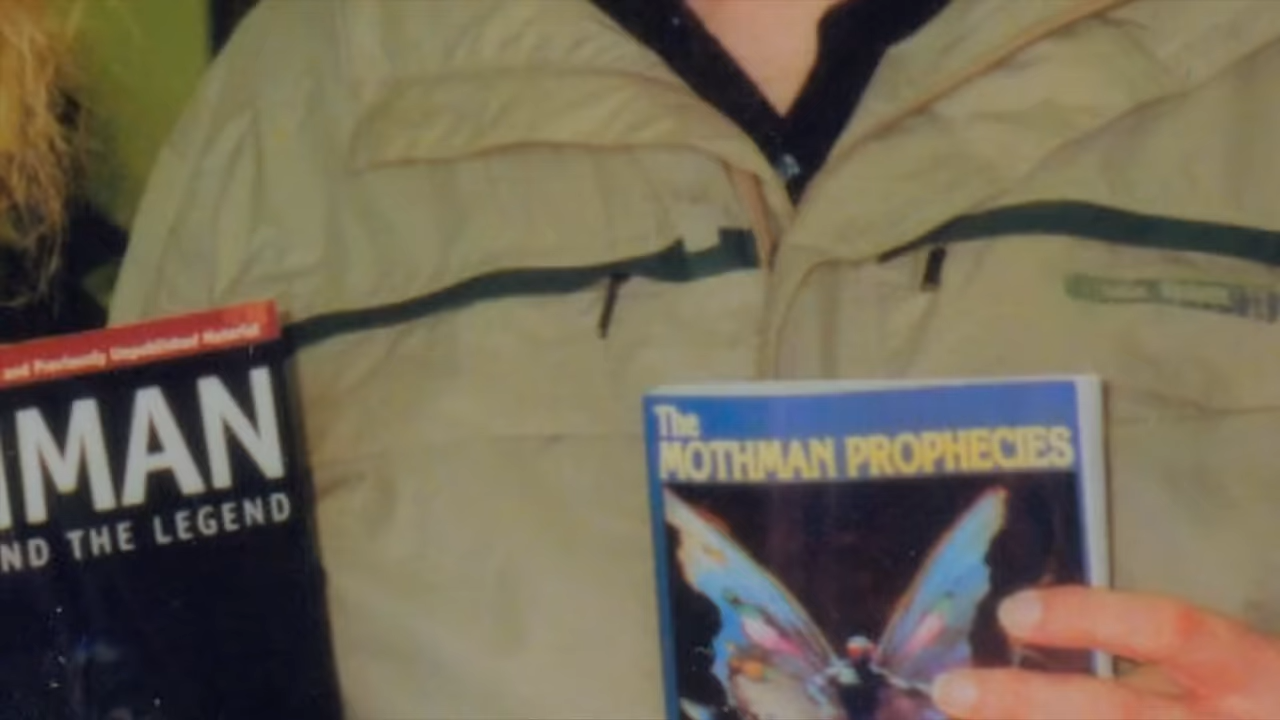 and Previously Unpublished Material
MAN
ND THE LEGEND
The
MOTHMAN PROPHECIES